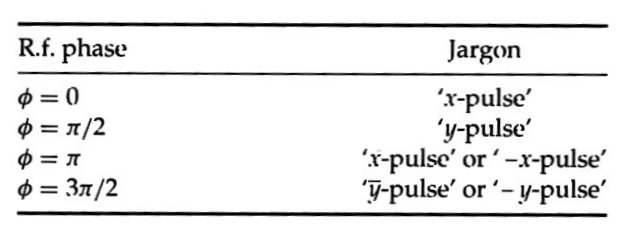 R.f. phase Jargon
ϕ = 0 ‘x-pulse’
ϕ = π/2 ‘y-pulse’
ϕ = π ‘x̄-pulse’ or ‘−x-pulse’
ϕ = 3π/2 ‘ȳ-pulse’ or ‘−y-pulse’